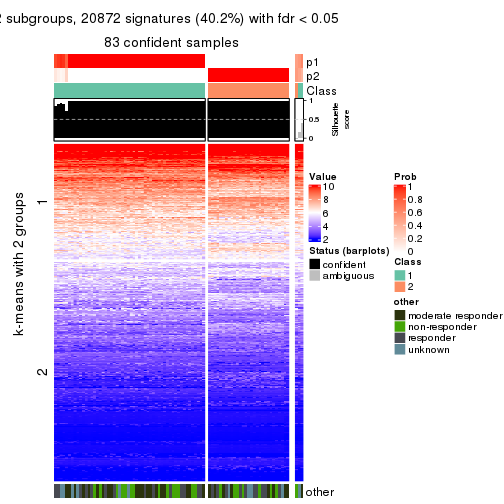 2 subgroups, 20872 signatures (40.2%) with fdr < 0.05
83 confident samples
p1
p2
Class
1
0.5
0
Silhouette
score
k-means with 2 groups
1
2
other
Value
10
8
6
4
2
Status (barplots)
confident
ambiguous
Prob
1
0.8
0.6
0.4
0.2
0
Class
1
2
other
moderate responder
non-responder
responder
unknown